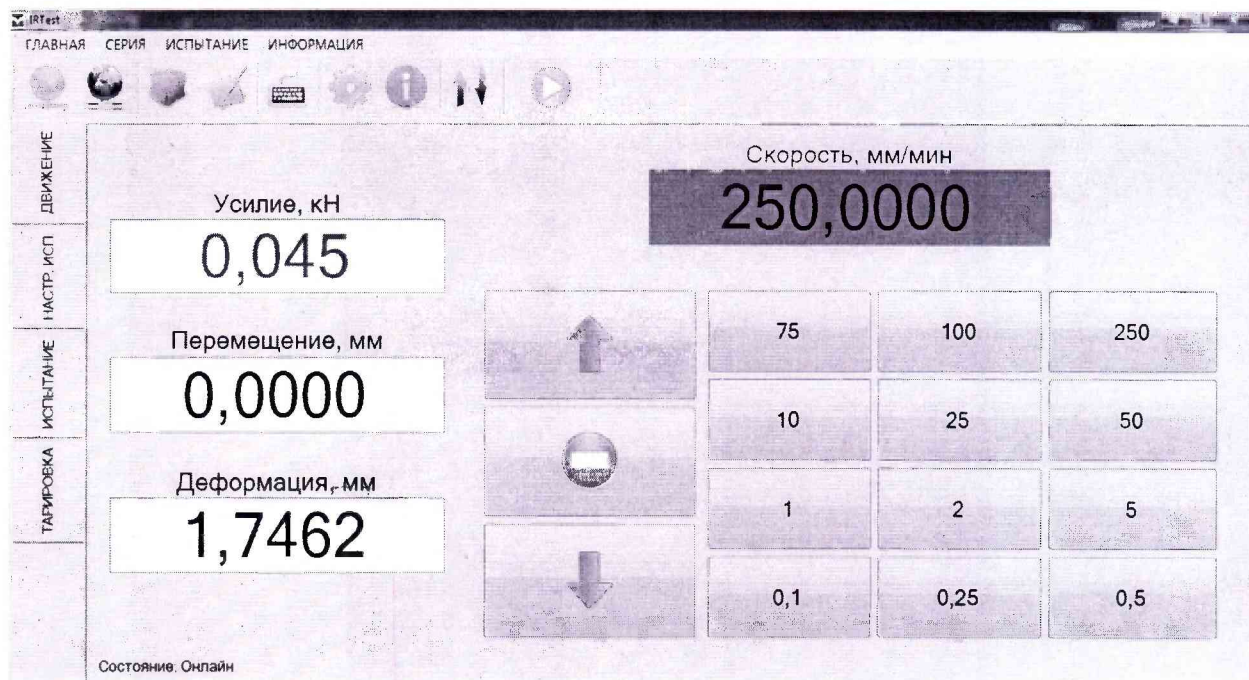 IRTest
ГЛАВНАЯ СЕРИЯ ИСПЫТАНИЕ ИНФОРМАЦИЯ
ДВИЖЕНИЕ
НАСТР. ИСП
ИСПЫТАНИЕ
ТАРИРОВКА
Усилие, кН
0,045
Перемещение, мм
0,0000
Деформация, мм
1,7462
Скорость, мм/мин
250,0000
75 100 250
10 25 50
1 2 5
0,1 0,25 0,5
Состояние: Онлайн